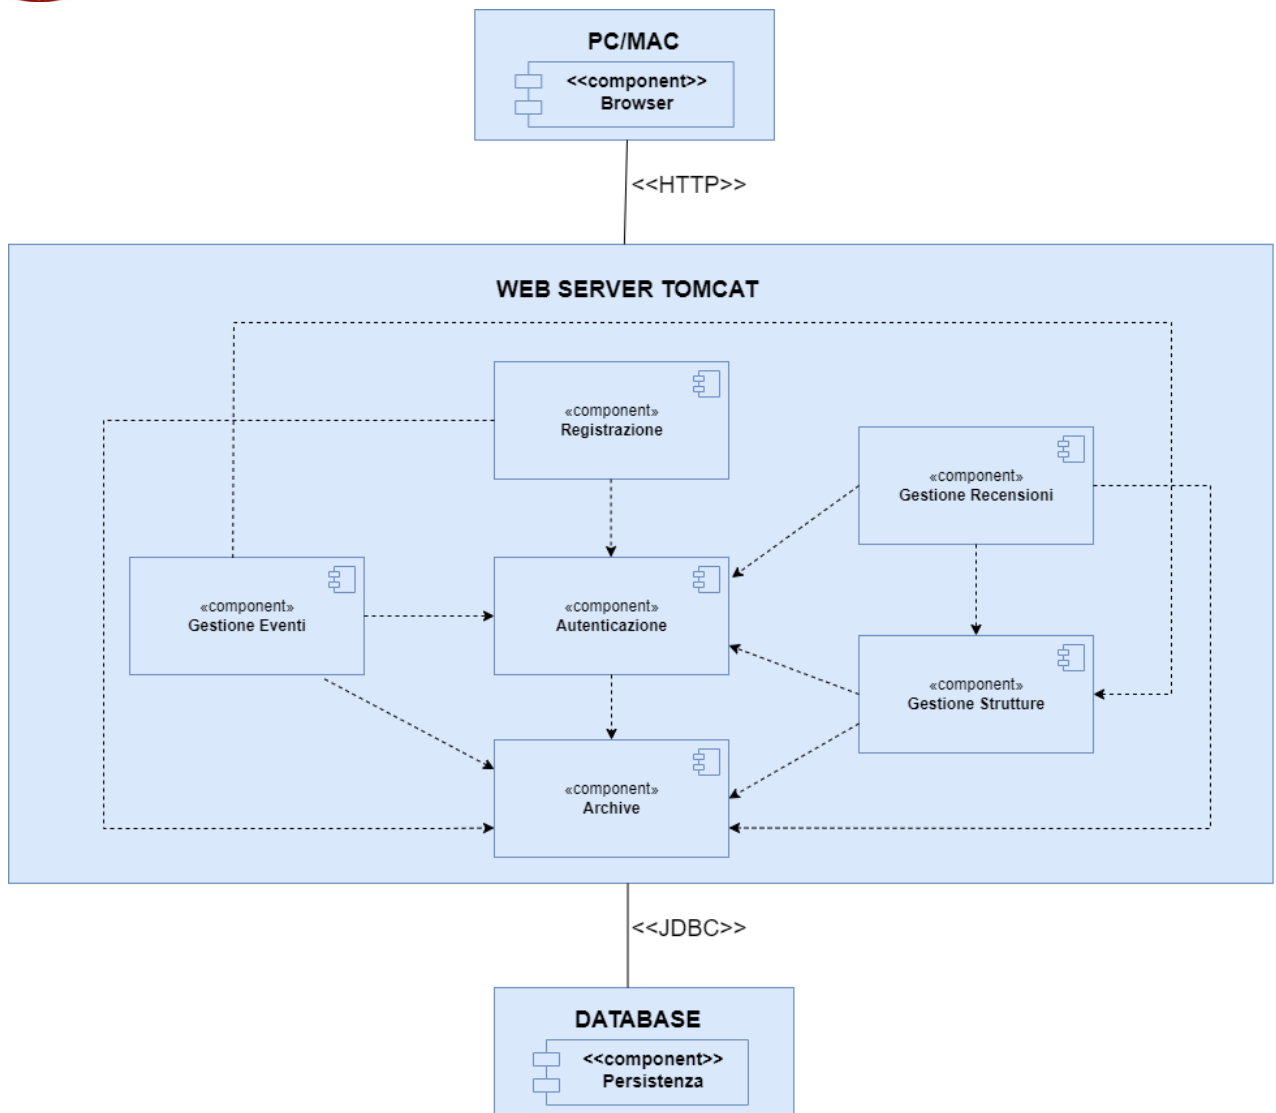 PC/MAC
<<component>>
Browser
<<HTTP>>
WEB SERVER TOMCAT
«component»
Registrazione
«component»
Gestione Recensioni
«component»
Gestione Eventi
«component»
Autenticazione
«component»
Gestione Strutture
«component»
Archive
<<JDBC>>
DATABASE
<<component>>
Persistenza